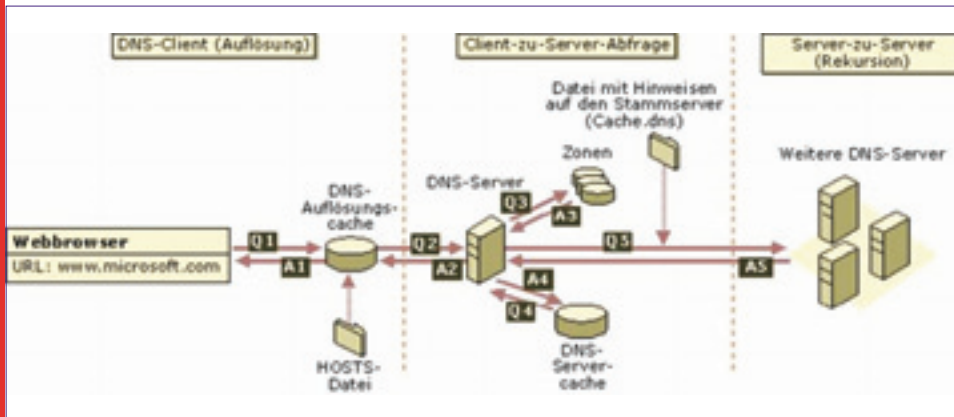 DNS-Client (Auflösung)
Client-zu-Server-Abfrage
Server-zu-Server
(Rekursion)
Datei mit Hinweisen
auf den Stammserver
(Cache.dns)
Zonen
Weitere DNS-Server
DNS-Server
DNS-
Auflösungs-
cache
Q3
A3
Webbrowser
URL: www.microsoft.com
Q1
A1
Q2
A2
Q5
A5
A4
Q4
HOSTS-
Datei
DNS-
Server-
cache